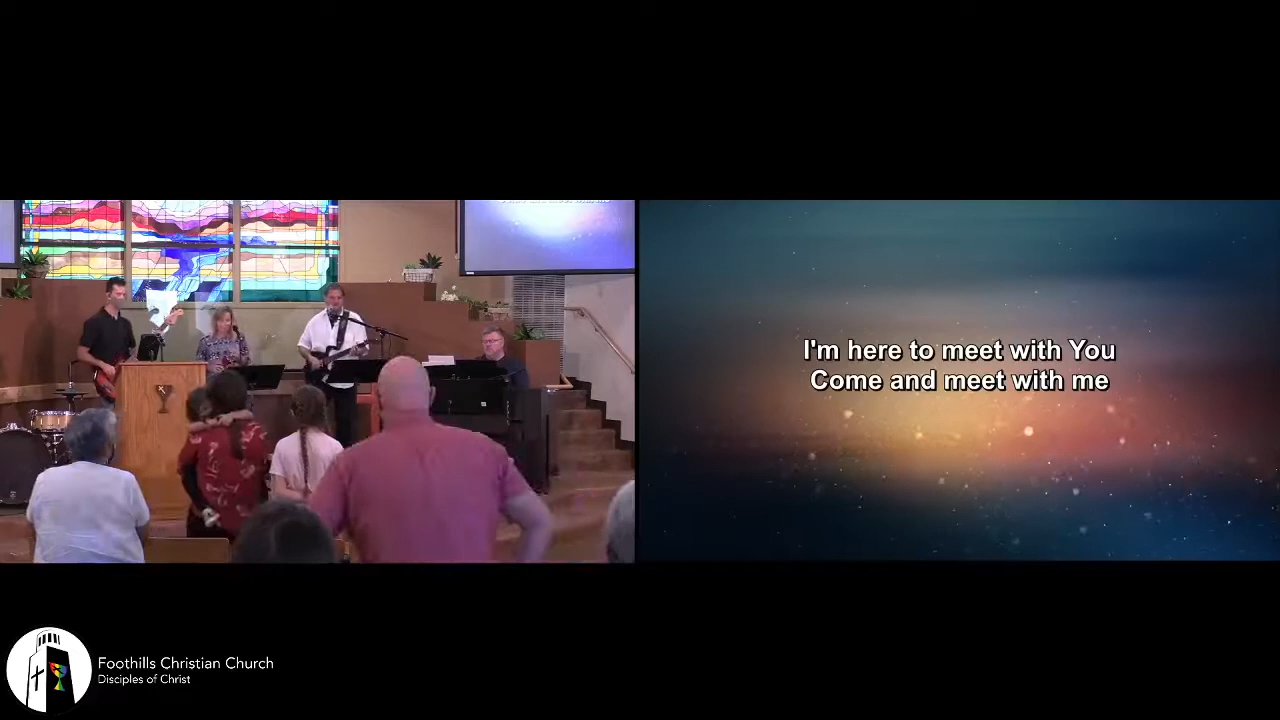 I'm here to meet with You
Come and meet with me
Foothills Christian Church
Disciples of Christ